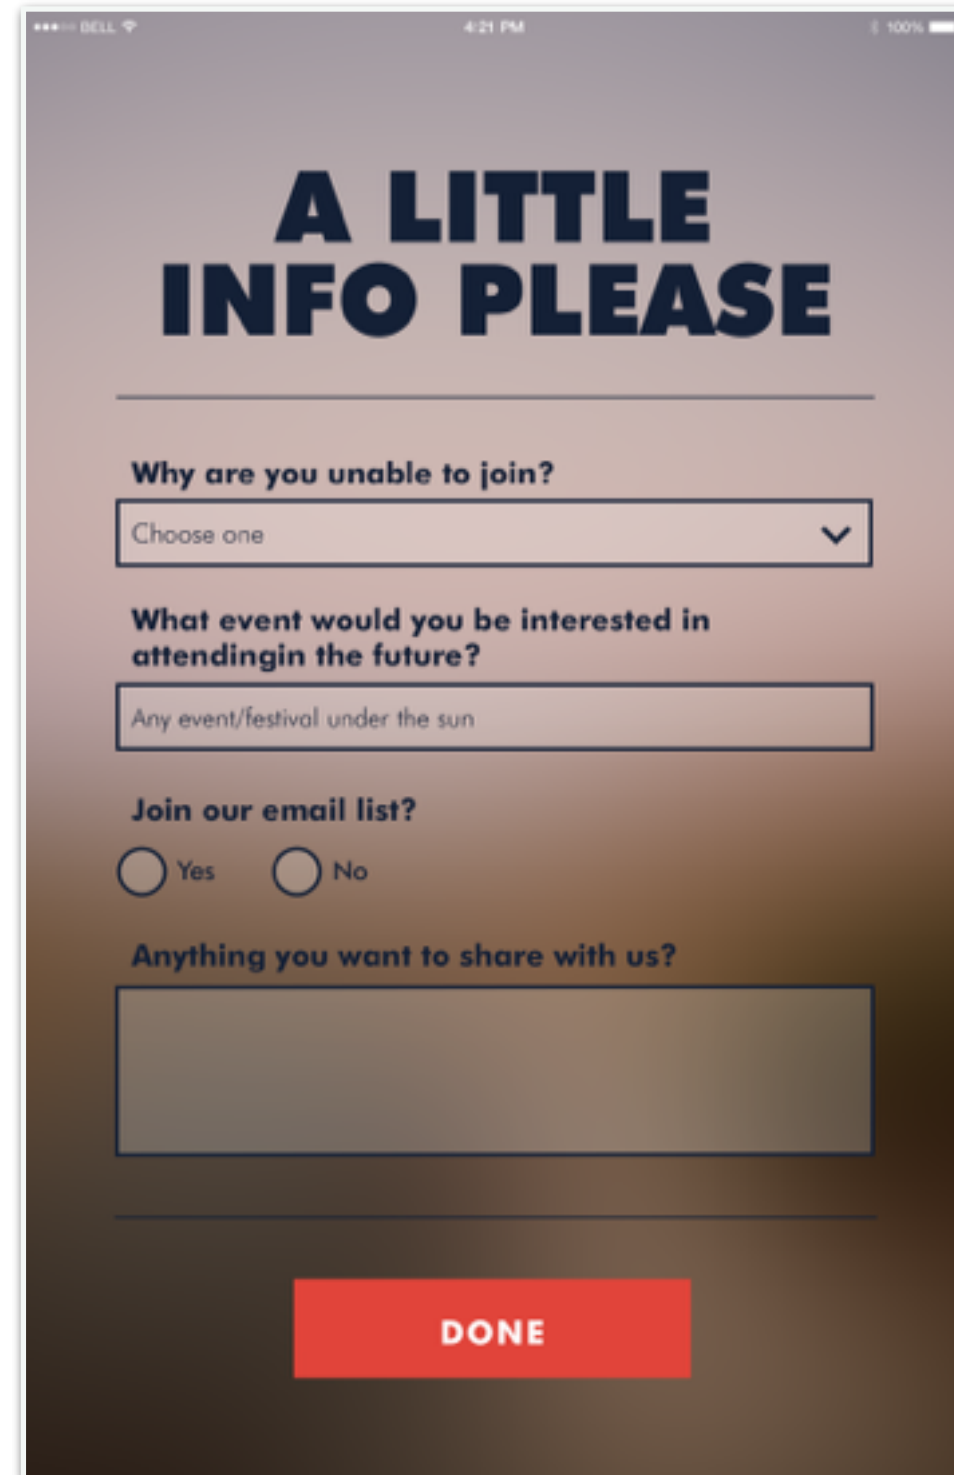 BELL
4:21 PM
100%
A LITTLE
INFO PLEASE
Why are you unable to join?
Choose one
What event would you be interested in
attendingin the future?
Any event/festival under the sun
Join our email list?
Yes
No
Anything you want to share with us?
DONE